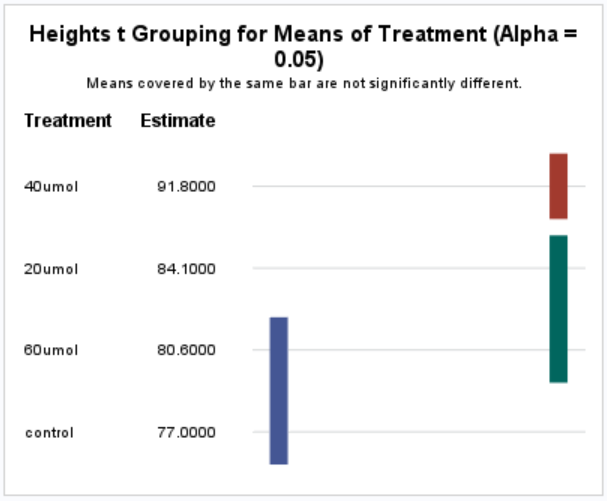 Heights t Grouping for Means of Treatment (Alpha =
0.05)
Means covered by the same bar are not significantly different.
Treatment Estimate
40umol 91.8000
20umol 84.1000
60umol 80.6000
control 77.0000